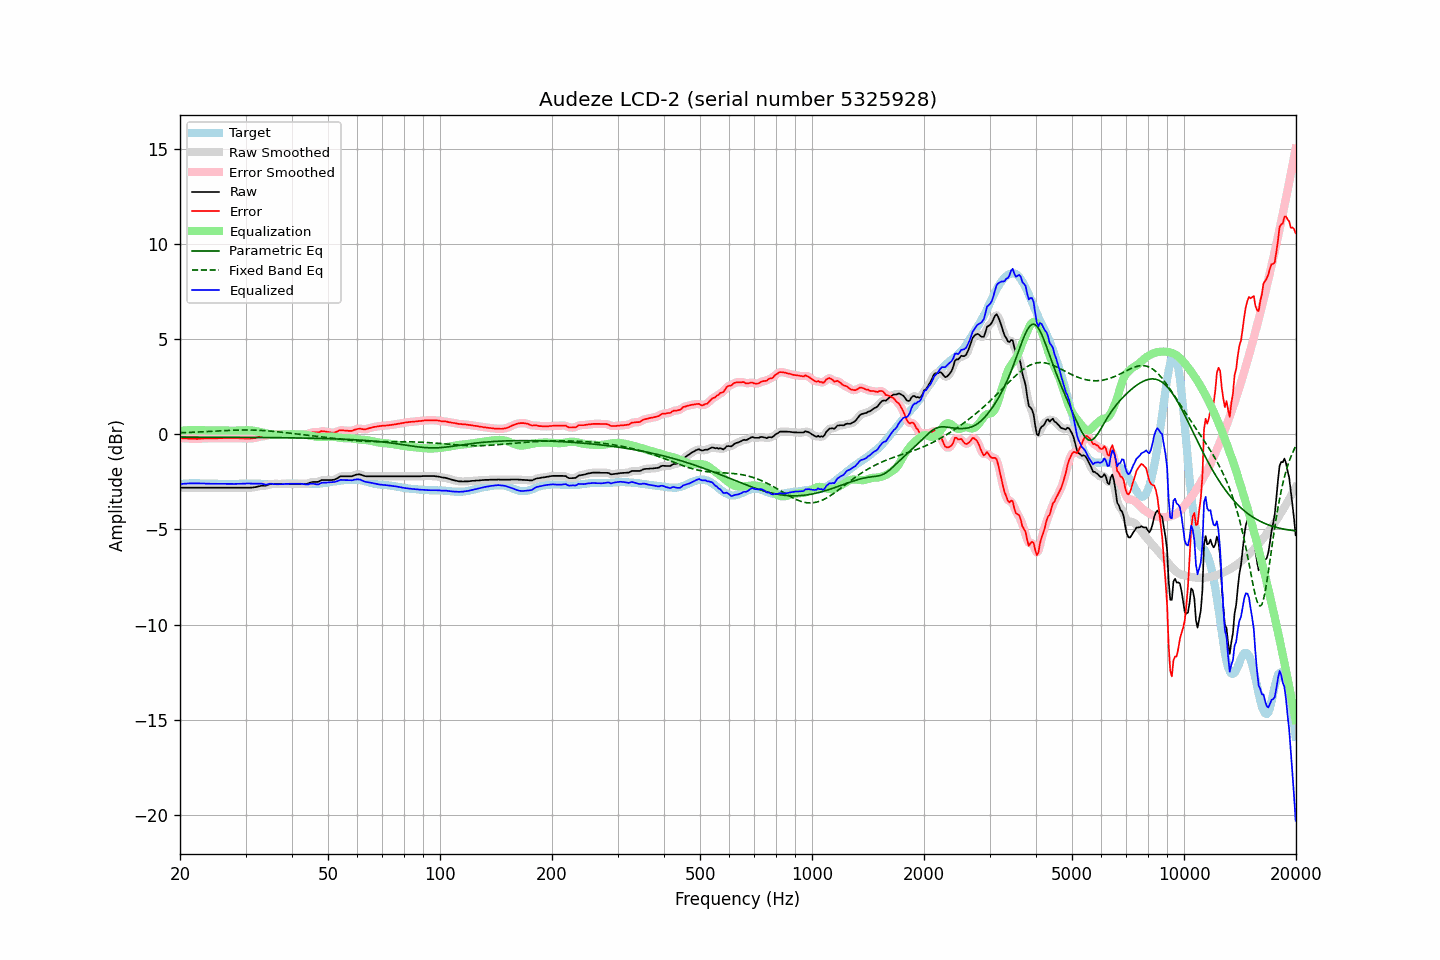 Audeze LCD-2 (serial number 5325928)
Target
Raw Smoothed
Error Smoothed
Raw
Error
Equalization
Parametric Eq
Fixed Band Eq
Equalized
15
10
5
0
−5
−10
−15
−20
Amplitude (dBr)
20 50 100 200 500 1000 2000 5000 10000 20000
Frequency (Hz)